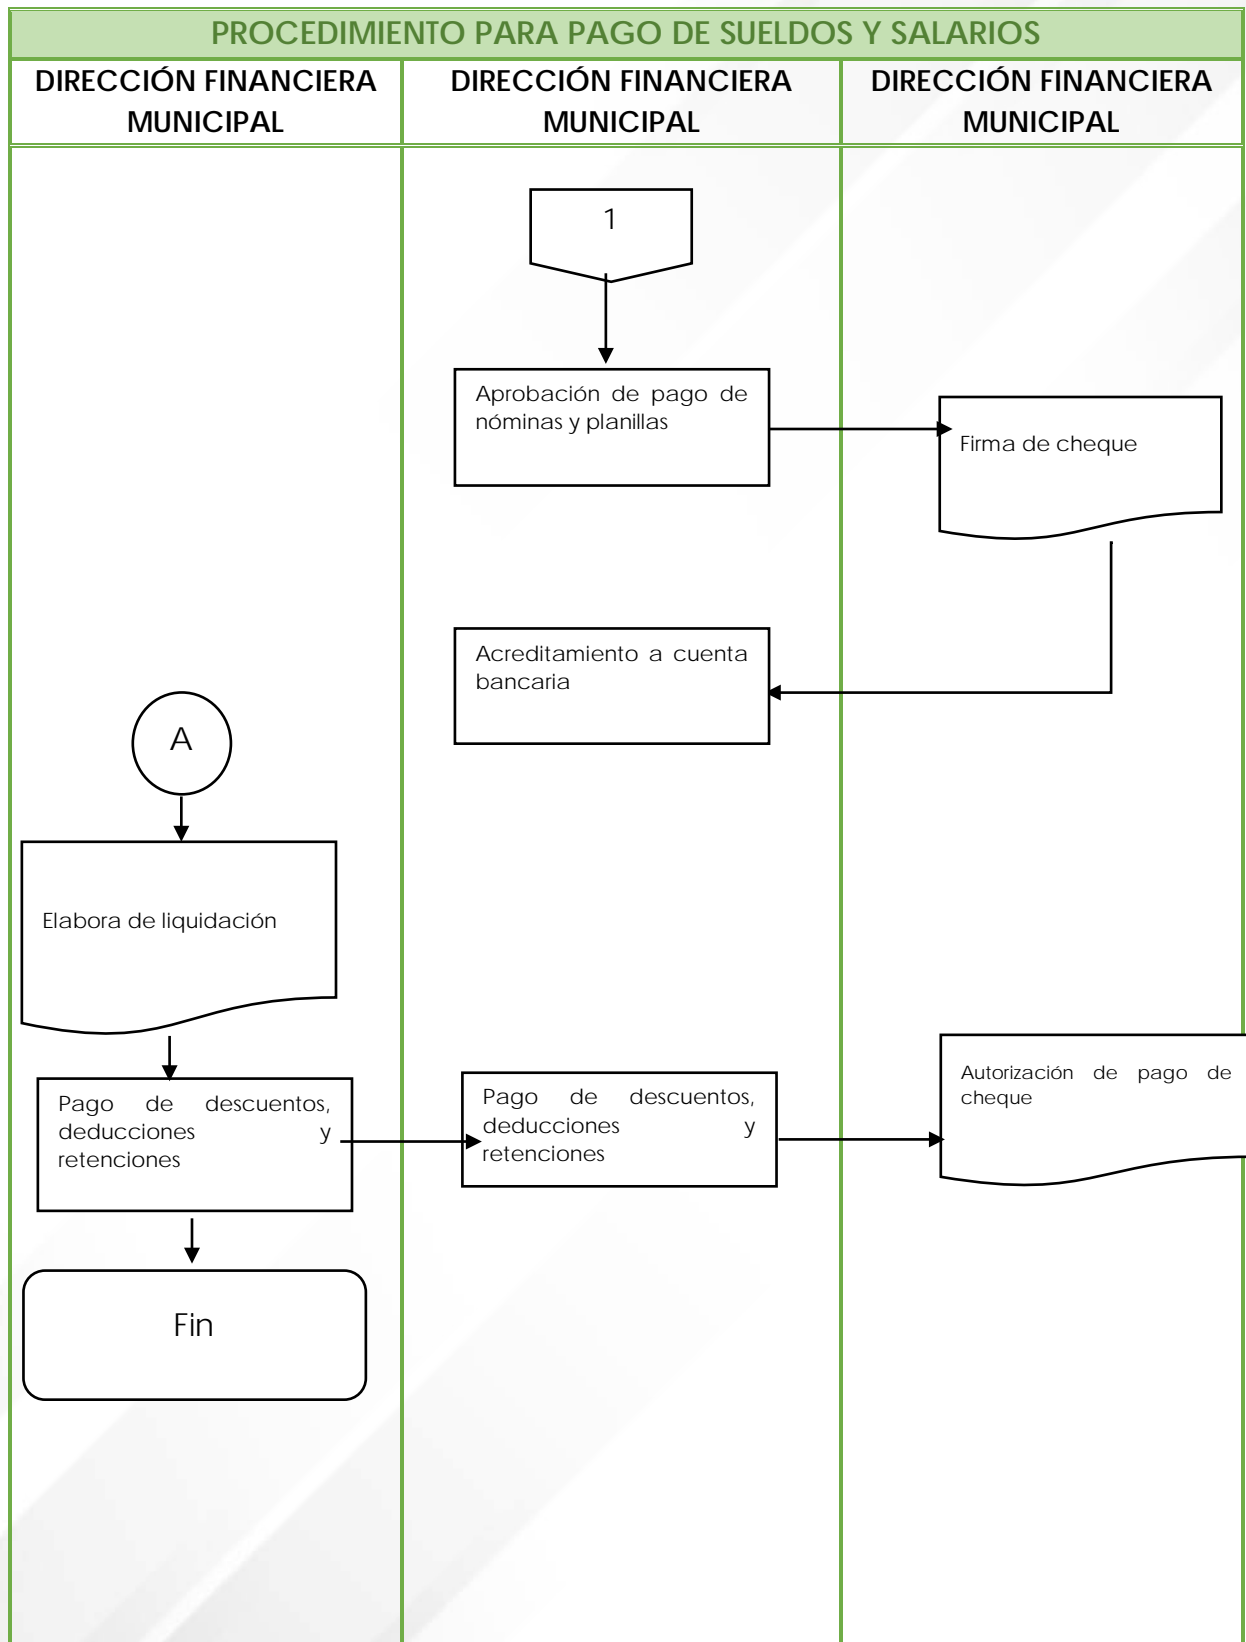 PROCEDIMIENTO PARA PAGO DE SUELDOS Y SALARIOS
DIRECCIÓN FINANCIERA
MUNICIPAL
DIRECCIÓN FINANCIERA
MUNICIPAL
DIRECCIÓN FINANCIERA
MUNICIPAL
1
Aprobación de pago de
nóminas y planillas
Firma de cheque
Acreditamiento a cuenta
bancaria
A
Elabora de liquidación
Pago de descuentos,
deducciones y
retenciones
Pago de descuentos,
deducciones y
retenciones
Autorización de pago de
cheque
Fin